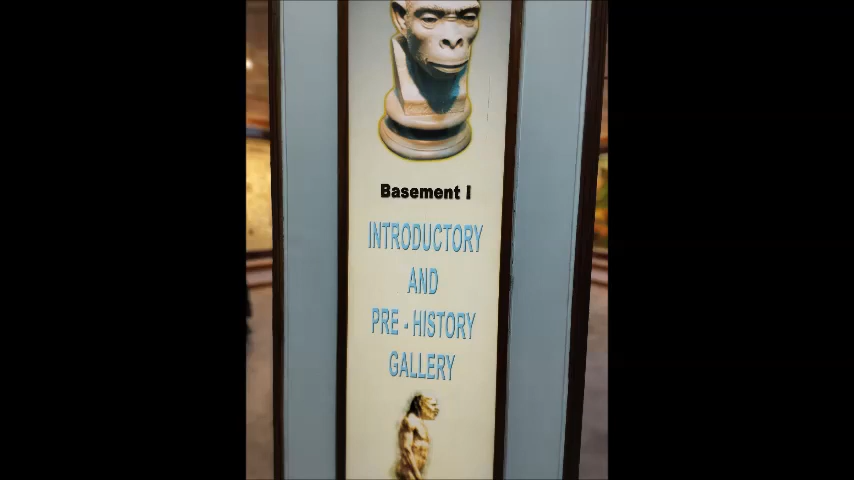 Basement I
INTRODUCTORY
AND
PRE - HISTORY
GALLERY